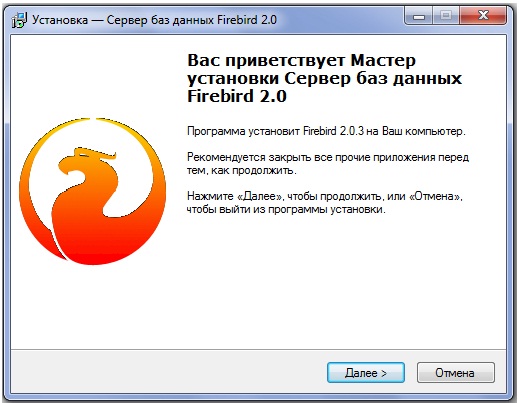 Установка — Сервер баз данных Firebird 2.0
Вас приветствует Мастер
установки Сервер баз данных
Firebird 2.0
Программа установит Firebird 2.0.3 на Ваш компьютер.
Рекомендуется закрыть все прочие приложения перед
тем, как продолжить.
Нажмите «Далее», чтобы продолжить, или «Отмена»,
чтобы выйти из программы установки.
Далее >
Отмена